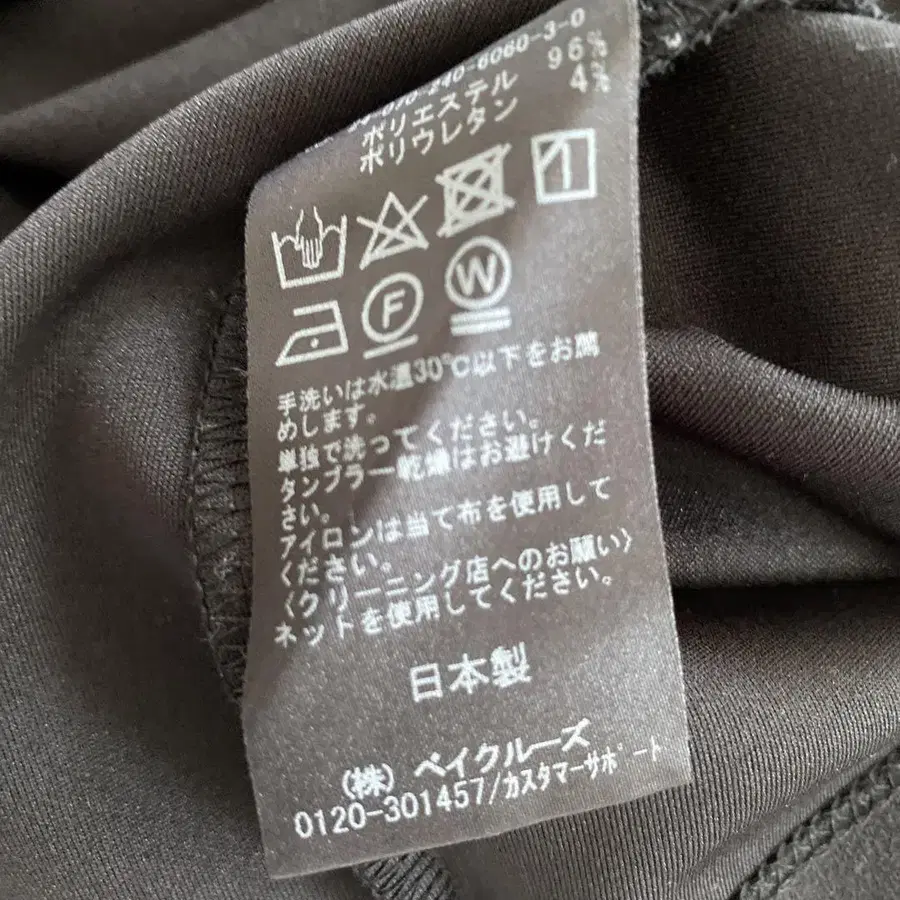 240-6060-3-0
ポリエステル 96%
ポリウレタン 4%
F W
手洗いは水温30℃以下をお薦
めします。
単独で洗ってください。
タンブラー乾燥はお避けくだ
さい。
アイロンは当て布を使用して
ください。
〈クリーニング店へのお願い〉
ネットを使用してください。
日本製
(株) ベイクルーズ
0120-301457/カスタマーサポート